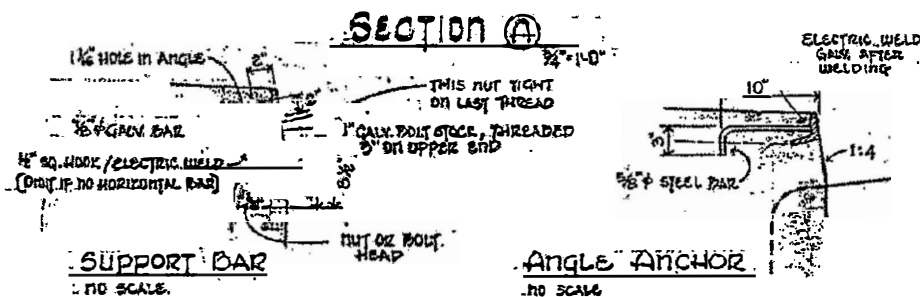 SECTION A
3/4"=1'-0"
HOLE IN ANGLE
2"
THIS NUT TIGHT
ON LAST THREAD
GALV. BAR
1" GALV. BOLT STOCK, THREADED
3" ON UPPER END
1/2" SQ. HOOK / ELECTRIC WELD
(OMIT IF NO HORIZONTAL BAR)
8 1/2"
NUT OR BOLT
HEAD
SUPPORT BAR
NO SCALE.
ELECTRIC WELD
GALV. AFTER
WELDING
10"
3"
1:4
5/8" φ STEEL BAR
ANGLE ANCHOR
NO SCALE